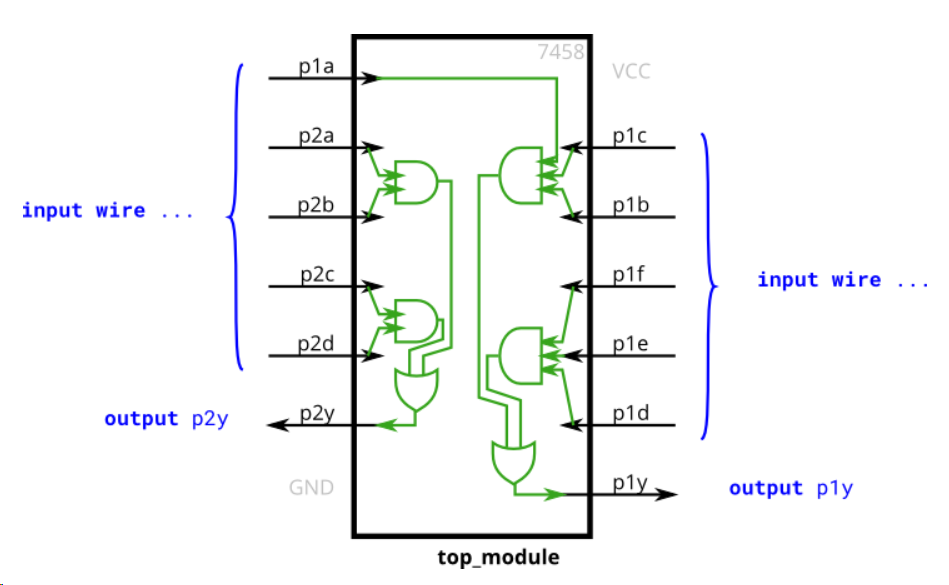 7458
VCC
p1a
p2a
p1c
input wire ...
p2b
p1b
p2c
p1f
input wire ...
p2d
p1e
output p2y
p2y
p1d
GND
p1y
output p1y
top_module